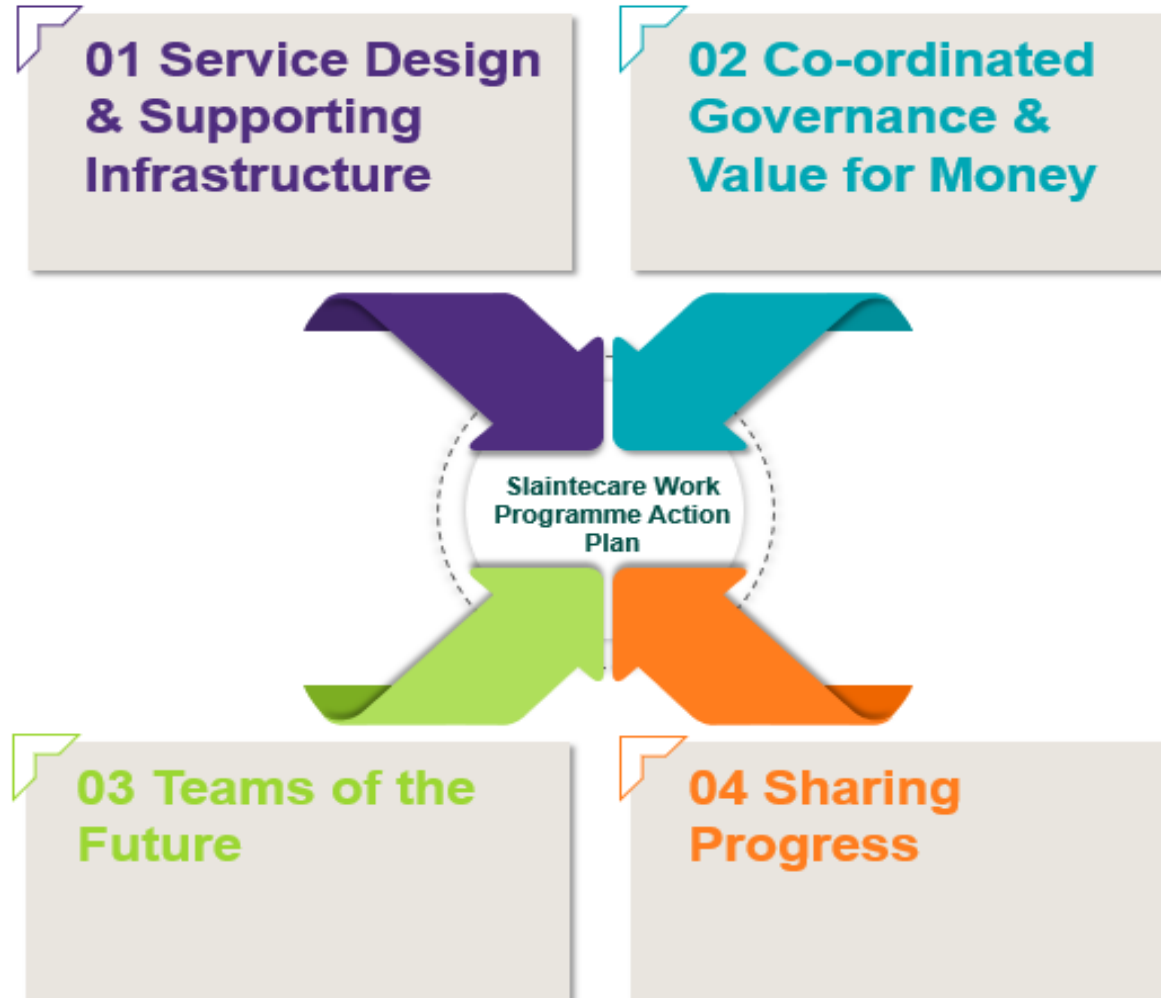 01 Service Design
& Supporting
Infrastructure
02 Co-ordinated
Governance &
Value for Money
Slaintecare Work
Programme Action
Plan
03 Teams of the
Future
04 Sharing
Progress